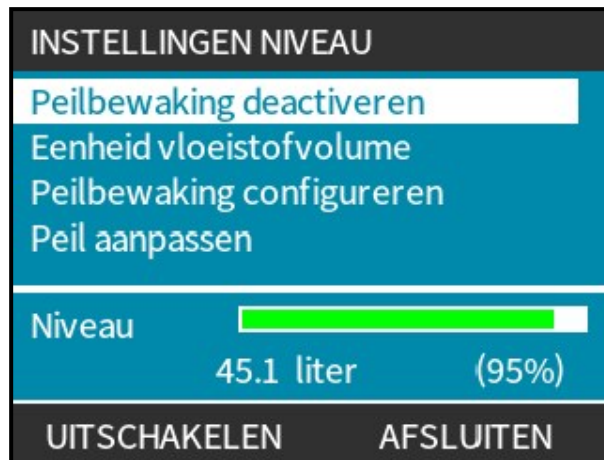 INSTELLINGEN NIVEAU
Peilbewaking deactiveren
Eenheid vloeistofvolume
Peilbewaking configureren
Peil aanpassen
Niveau
45.1 liter (95%)
UITSCHAKELEN AFSLUITEN